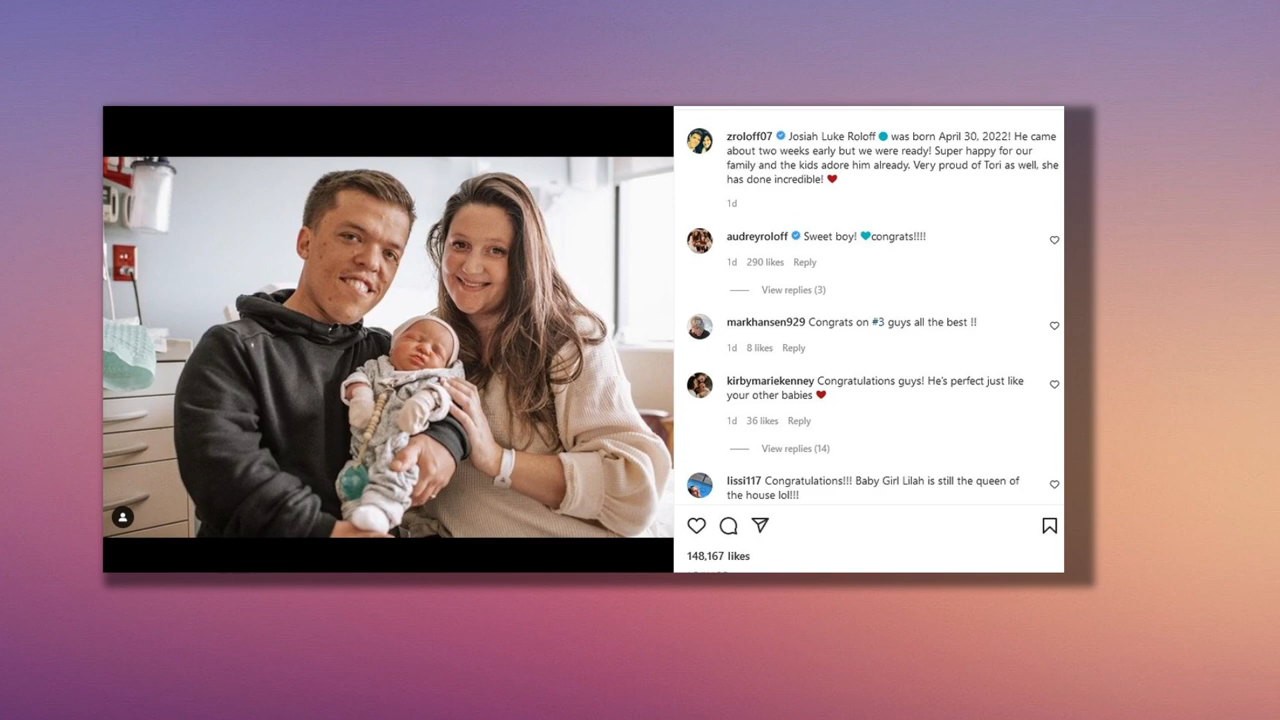 zroloff07 Josiah Luke Roloff 🔵 was born April 30, 2022! He came
about two weeks early but we were ready! Super happy for our
family and the kids adore him already. Very proud of Tori as well, she
has done incredible! ❤️
1d
audreyroloff Sweet boy! 💙congrats!!!!
1d 290 likes Reply
View replies (3)
markhansen929 Congrats on #3 guys all the best !!
1d 8 likes Reply
kirbymariekenney Congratulations guys! He's perfect just like
your other babies ❤️
1d 36 likes Reply
View replies (14)
lissi117 Congratulations!!! Baby Girl Lilah is still the queen of
the house lol!!!
148,167 likes